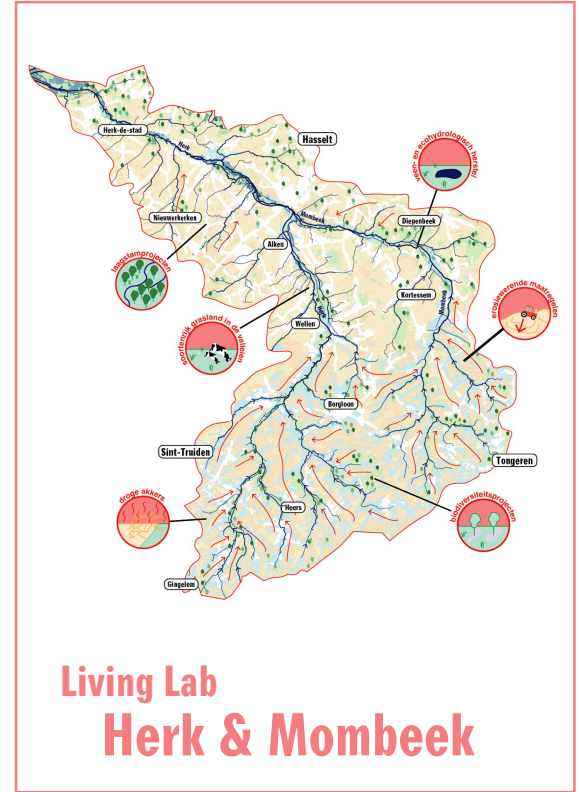 Herk-de-stad
Hasselt
Herk
veen- en ecohydrologisch herstel
Nieuwerkerken
Mombeek
Diepenbeek
Alken
laagstamprojecten
Kortessem
Mombeek
erosiewerende maatregelen
Herk
Wellen
soortenrijk grasland in de valleien
Borgloon
Sint-Truiden
Tongeren
droge akkers
Heers
biodiversiteitsprojecten
Gingelom
Living Lab
Herk & Mombeek